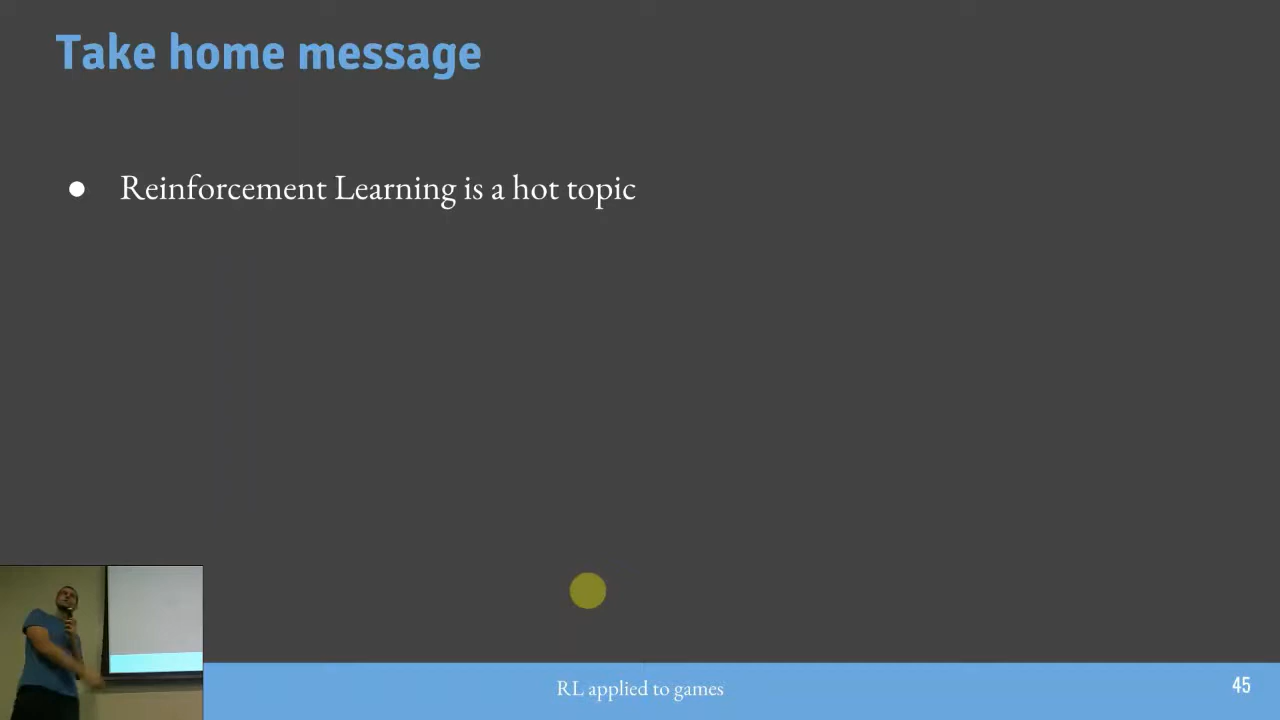 Take home message
● Reinforcement Learning is a hot topic
RL applied to games
45